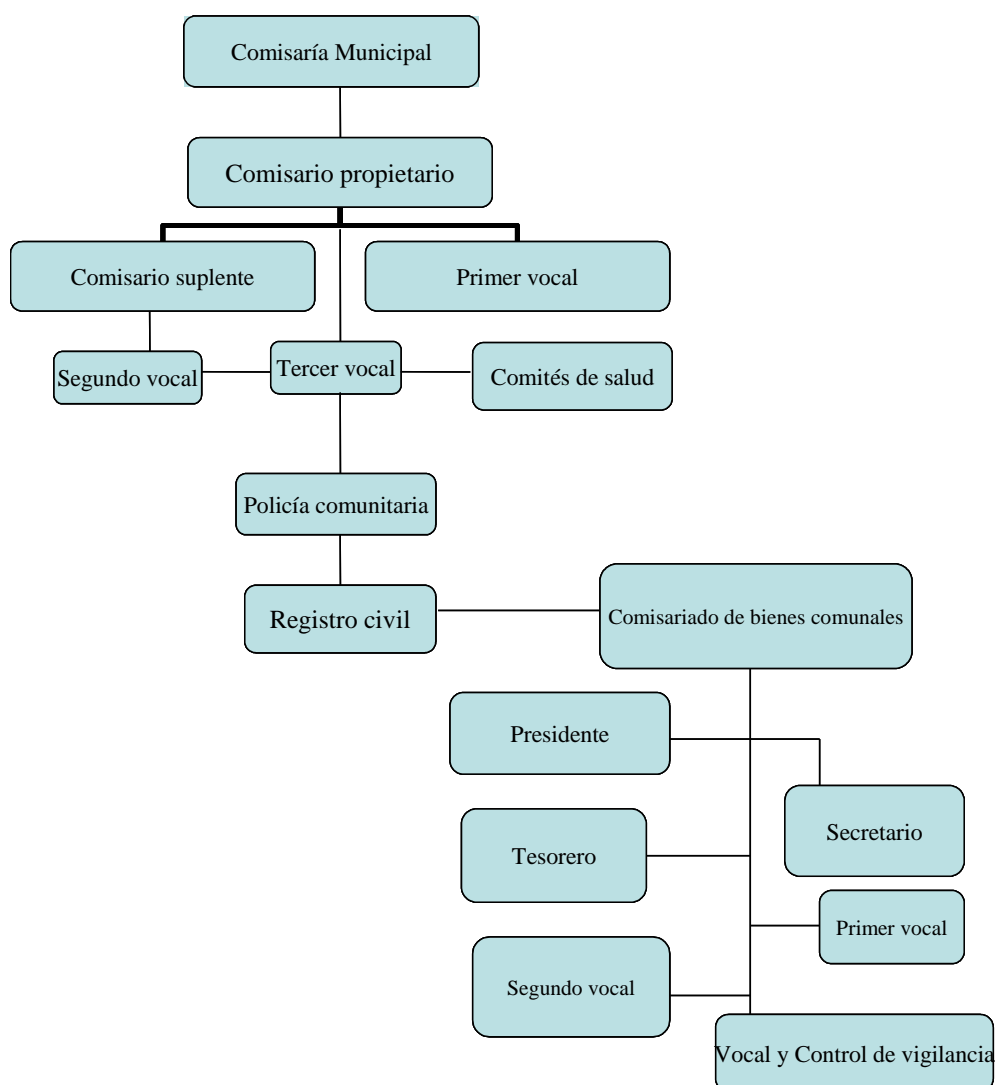 Comisaría Municipal
Comisario propietario
Comisario suplente
Primer vocal
Segundo vocal
Tercer vocal
Comités de salud
Policía comunitaria
Registro civil
Comisariado de bienes comunales
Presidente
Secretario
Tesorero
Primer vocal
Segundo vocal
Vocal y Control de vigilancia